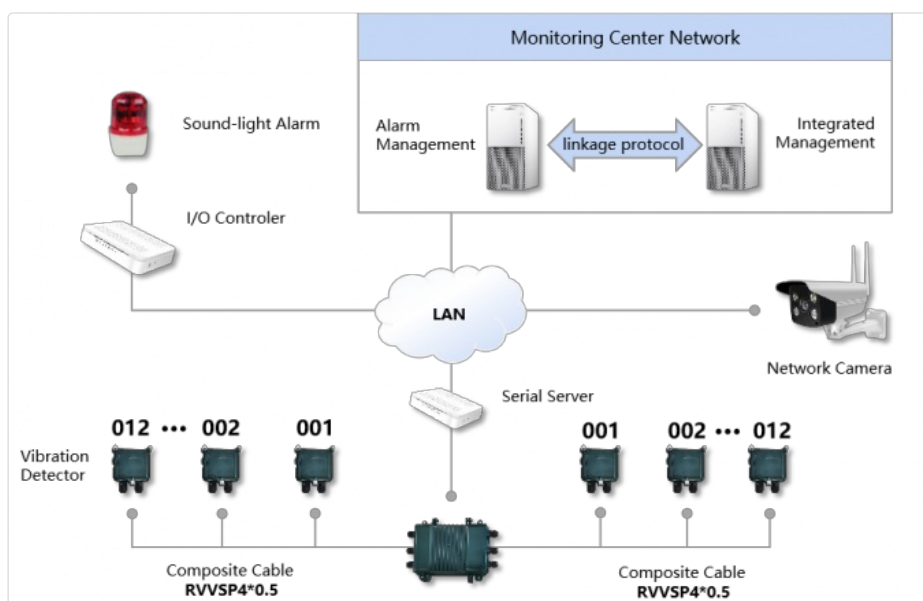 Monitoring Center Network
Sound-light Alarm
Alarm
Management
linkage protocol
Integrated
Management
I/O Controler
LAN
Network Camera
Serial Server
012 ••• 002 001
001 002 ••• 012
Vibration
Detector
Composite Cable
RVVSP4*0.5
Composite Cable
RVVSP4*0.5